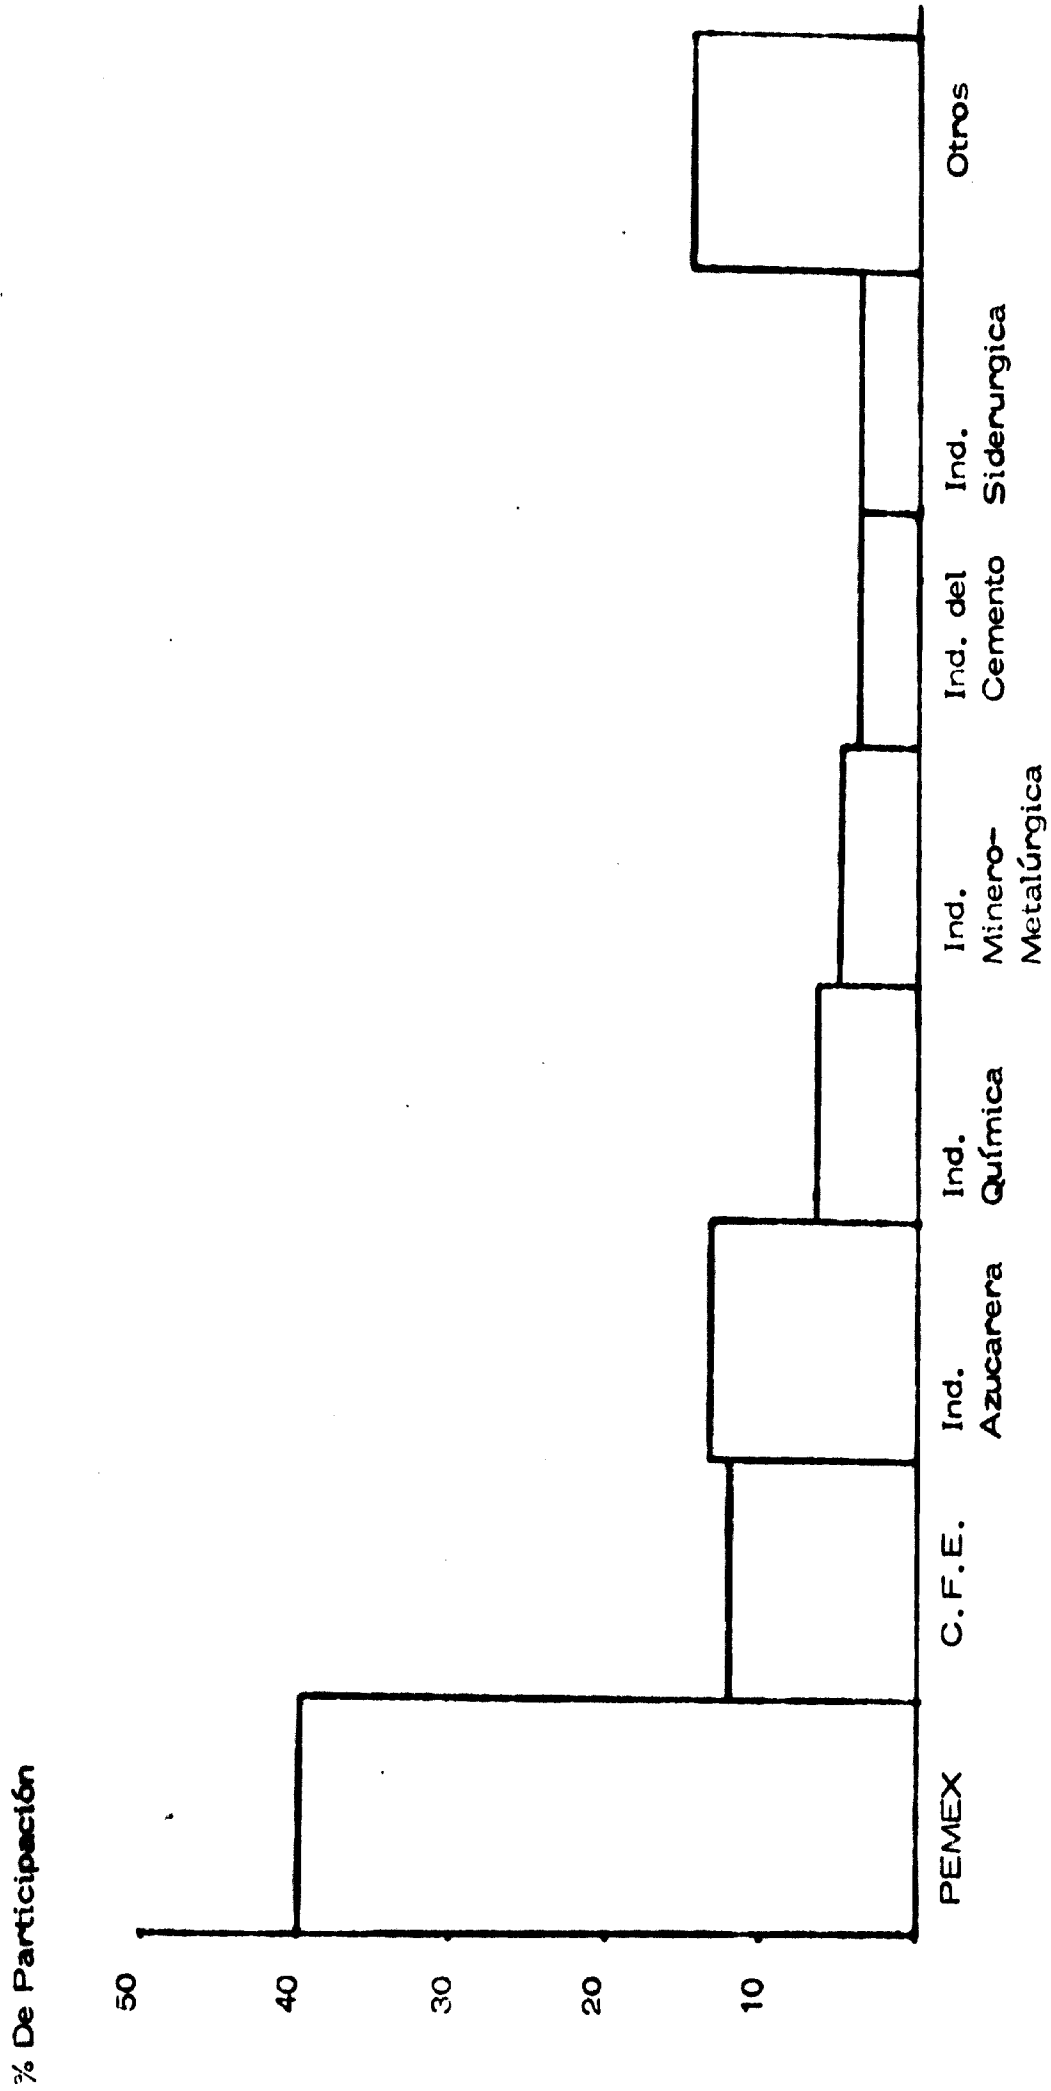 % De Participación
50
40
30
20
10
PEMEX
C.F.E.
Ind.
Azucarera
Ind.
Química
Ind.
Minero-
Metalúrgica
Ind. del
Cemento
Ind.
Siderurgica
Otros